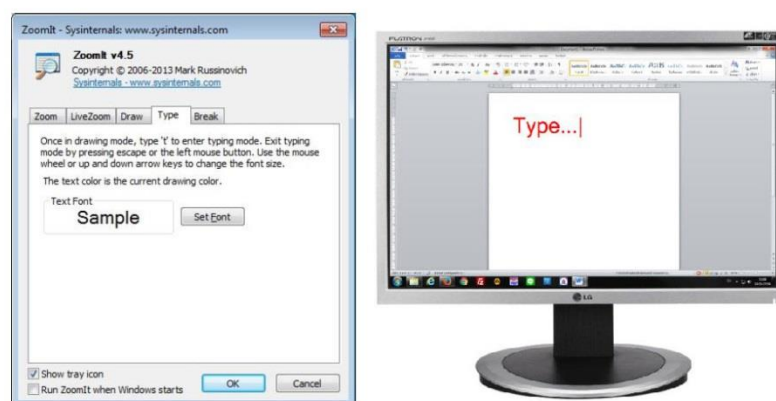 ZoomIt - Sysinternals: www.sysinternals.com
ZoomIt v4.5
Copyright © 2006-2013 Mark Russinovich
Sysinternals - www.sysinternals.com
Zoom LiveZoom Draw Type Break
Once in drawing mode, type 't' to enter typing mode. Exit typing
mode by pressing escape or the left mouse button. Use the mouse
wheel or up and down arrow keys to change the font size.
The text color is the current drawing color.
Text Font
Sample
Set Font
Show tray icon
Run ZoomIt when Windows starts
OK
Cancel
Type...
LG